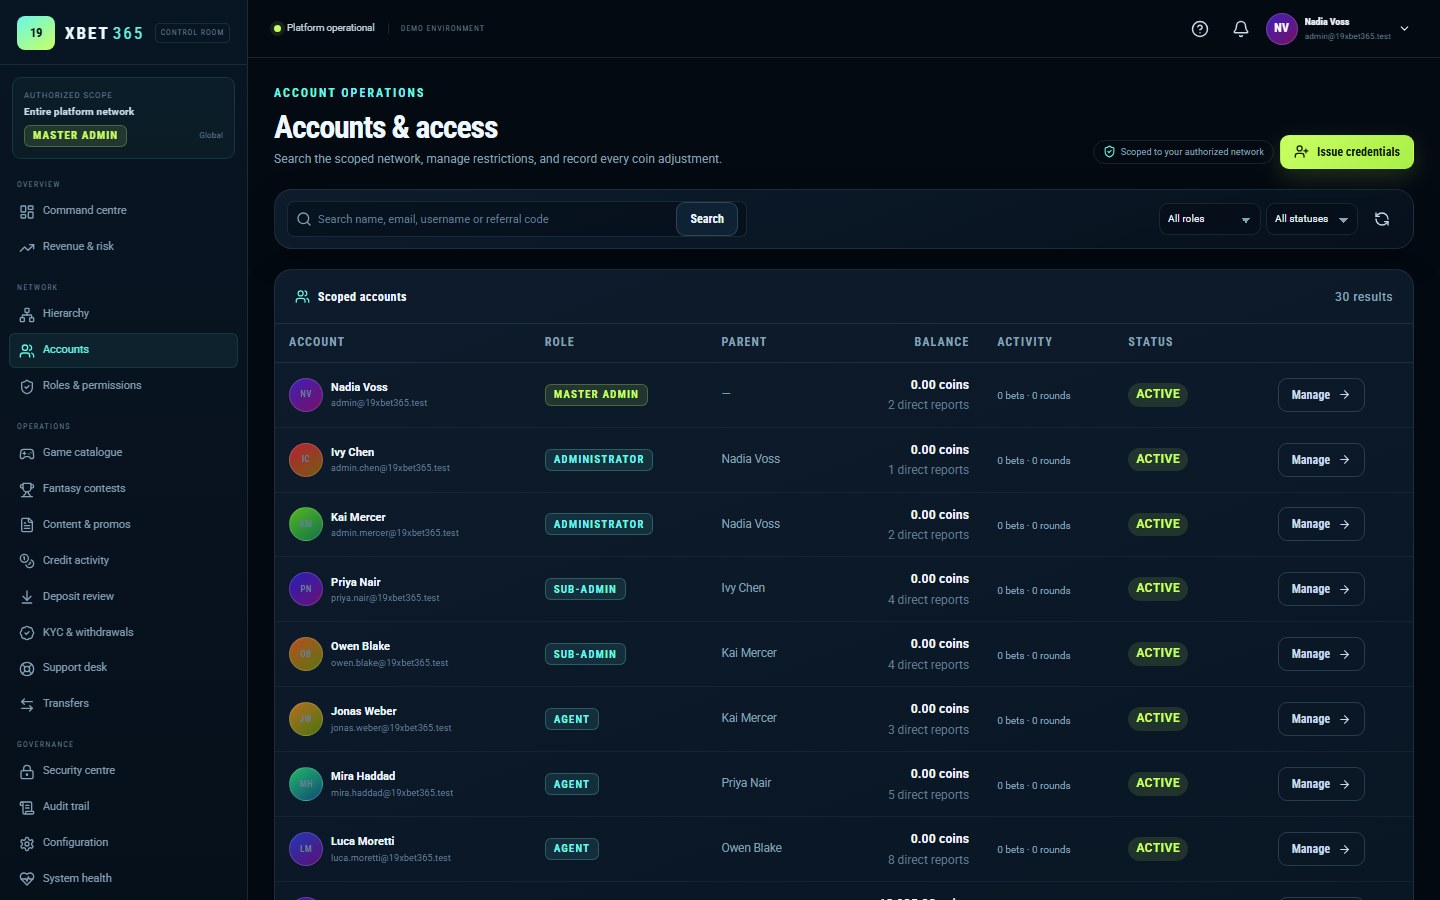 19 XBET 365 CONTROL ROOM
Platform operational DEMO ENVIRONMENT
NV Nadia Voss
admin@19xbet365.test
AUTHORIZED SCOPE
Entire platform network
MASTER ADMIN Global
OVERVIEW
Command centre
Revenue & risk
NETWORK
Hierarchy
Accounts
Roles & permissions
OPERATIONS
Game catalogue
Fantasy contests
Content & promos
Credit activity
Deposit review
KYC & withdrawals
Support desk
Transfers
GOVERNANCE
Security centre
Audit trail
Configuration
System health
ACCOUNT OPERATIONS
Accounts & access
Search the scoped network, manage restrictions, and record every coin adjustment.
Scoped to your authorized network Issue credentials
Search name, email, username or referral code Search All roles All statuses
Scoped accounts 30 results
ACCOUNT ROLE PARENT BALANCE ACTIVITY STATUS
NV Nadia Voss MASTER ADMIN — 0.00 coins 0 bets · 0 rounds ACTIVE Manage
admin@19xbet365.test 2 direct reports
IC Ivy Chen ADMINISTRATOR Nadia Voss 0.00 coins 0 bets · 0 rounds ACTIVE Manage
admin.chen@19xbet365.test 1 direct reports
KM Kai Mercer ADMINISTRATOR Nadia Voss 0.00 coins 0 bets · 0 rounds ACTIVE Manage
admin.mercer@19xbet365.test 2 direct reports
PN Priya Nair SUB-ADMIN Ivy Chen 0.00 coins 0 bets · 0 rounds ACTIVE Manage
priya.nair@19xbet365.test 4 direct reports
OB Owen Blake SUB-ADMIN Kai Mercer 0.00 coins 0 bets · 0 rounds ACTIVE Manage
owen.blake@19xbet365.test 4 direct reports
JW Jonas Weber AGENT Kai Mercer 0.00 coins 0 bets · 0 rounds ACTIVE Manage
jonas.weber@19xbet365.test 3 direct reports
MH Mira Haddad AGENT Priya Nair 0.00 coins 0 bets · 0 rounds ACTIVE Manage
mira.haddad@19xbet365.test 5 direct reports
LM Luca Moretti AGENT Owen Blake 0.00 coins 0 bets · 0 rounds ACTIVE Manage
luca.moretti@19xbet365.test 8 direct reports